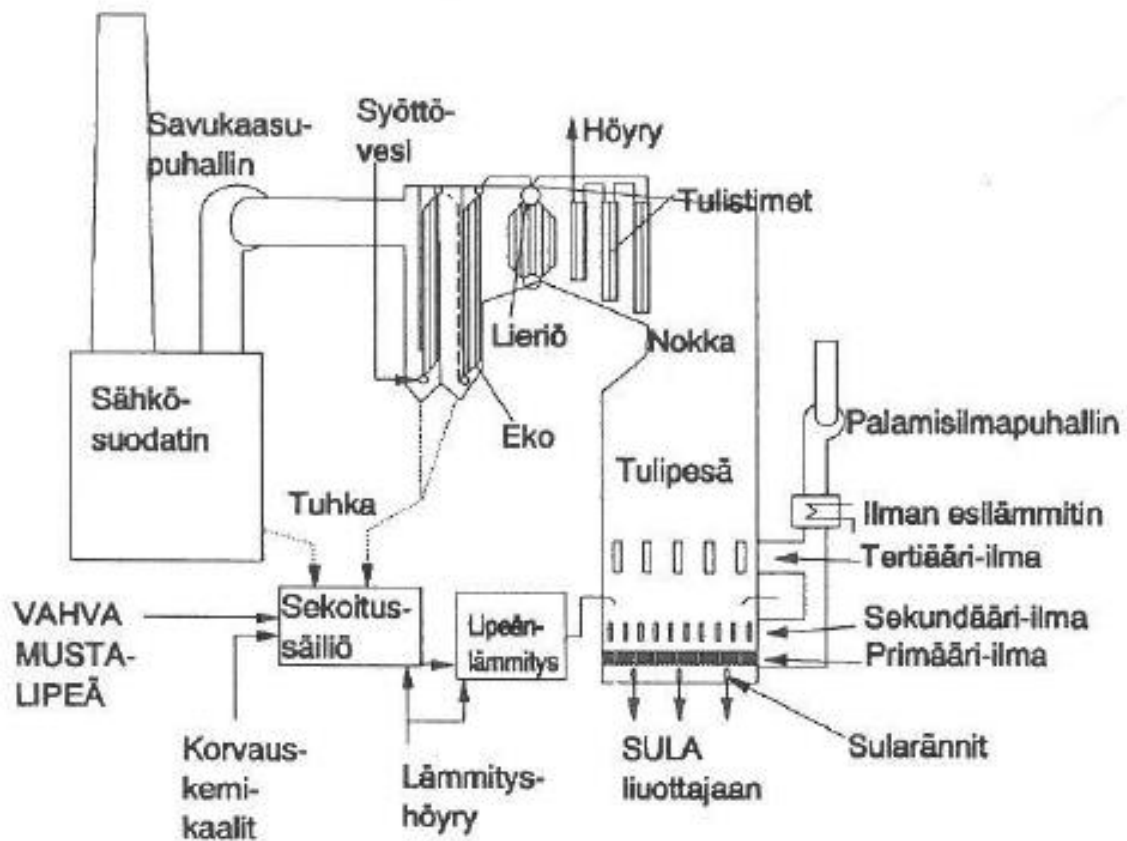 Savukaasu-
puhallin
Syöttö-
vesi
Höyry
Tulistimet
Lieriö
Nokka
Sähkö-
suodatin
Eko
Palamisilmapuhallin
Tulipesä
Tuhka
Ilman esilämmitin
Tertiääri-ilma
VAHVA
MUSTA-
LIPEÄ
Sekoitus-
säiliö
Lipeän-
lämmitys
Sekundääri-ilma
Primääri-ilma
Korvaus-
kemi-
kaalit
Lämmitys-
höyry
SULA
liuottajaan
Sularännit